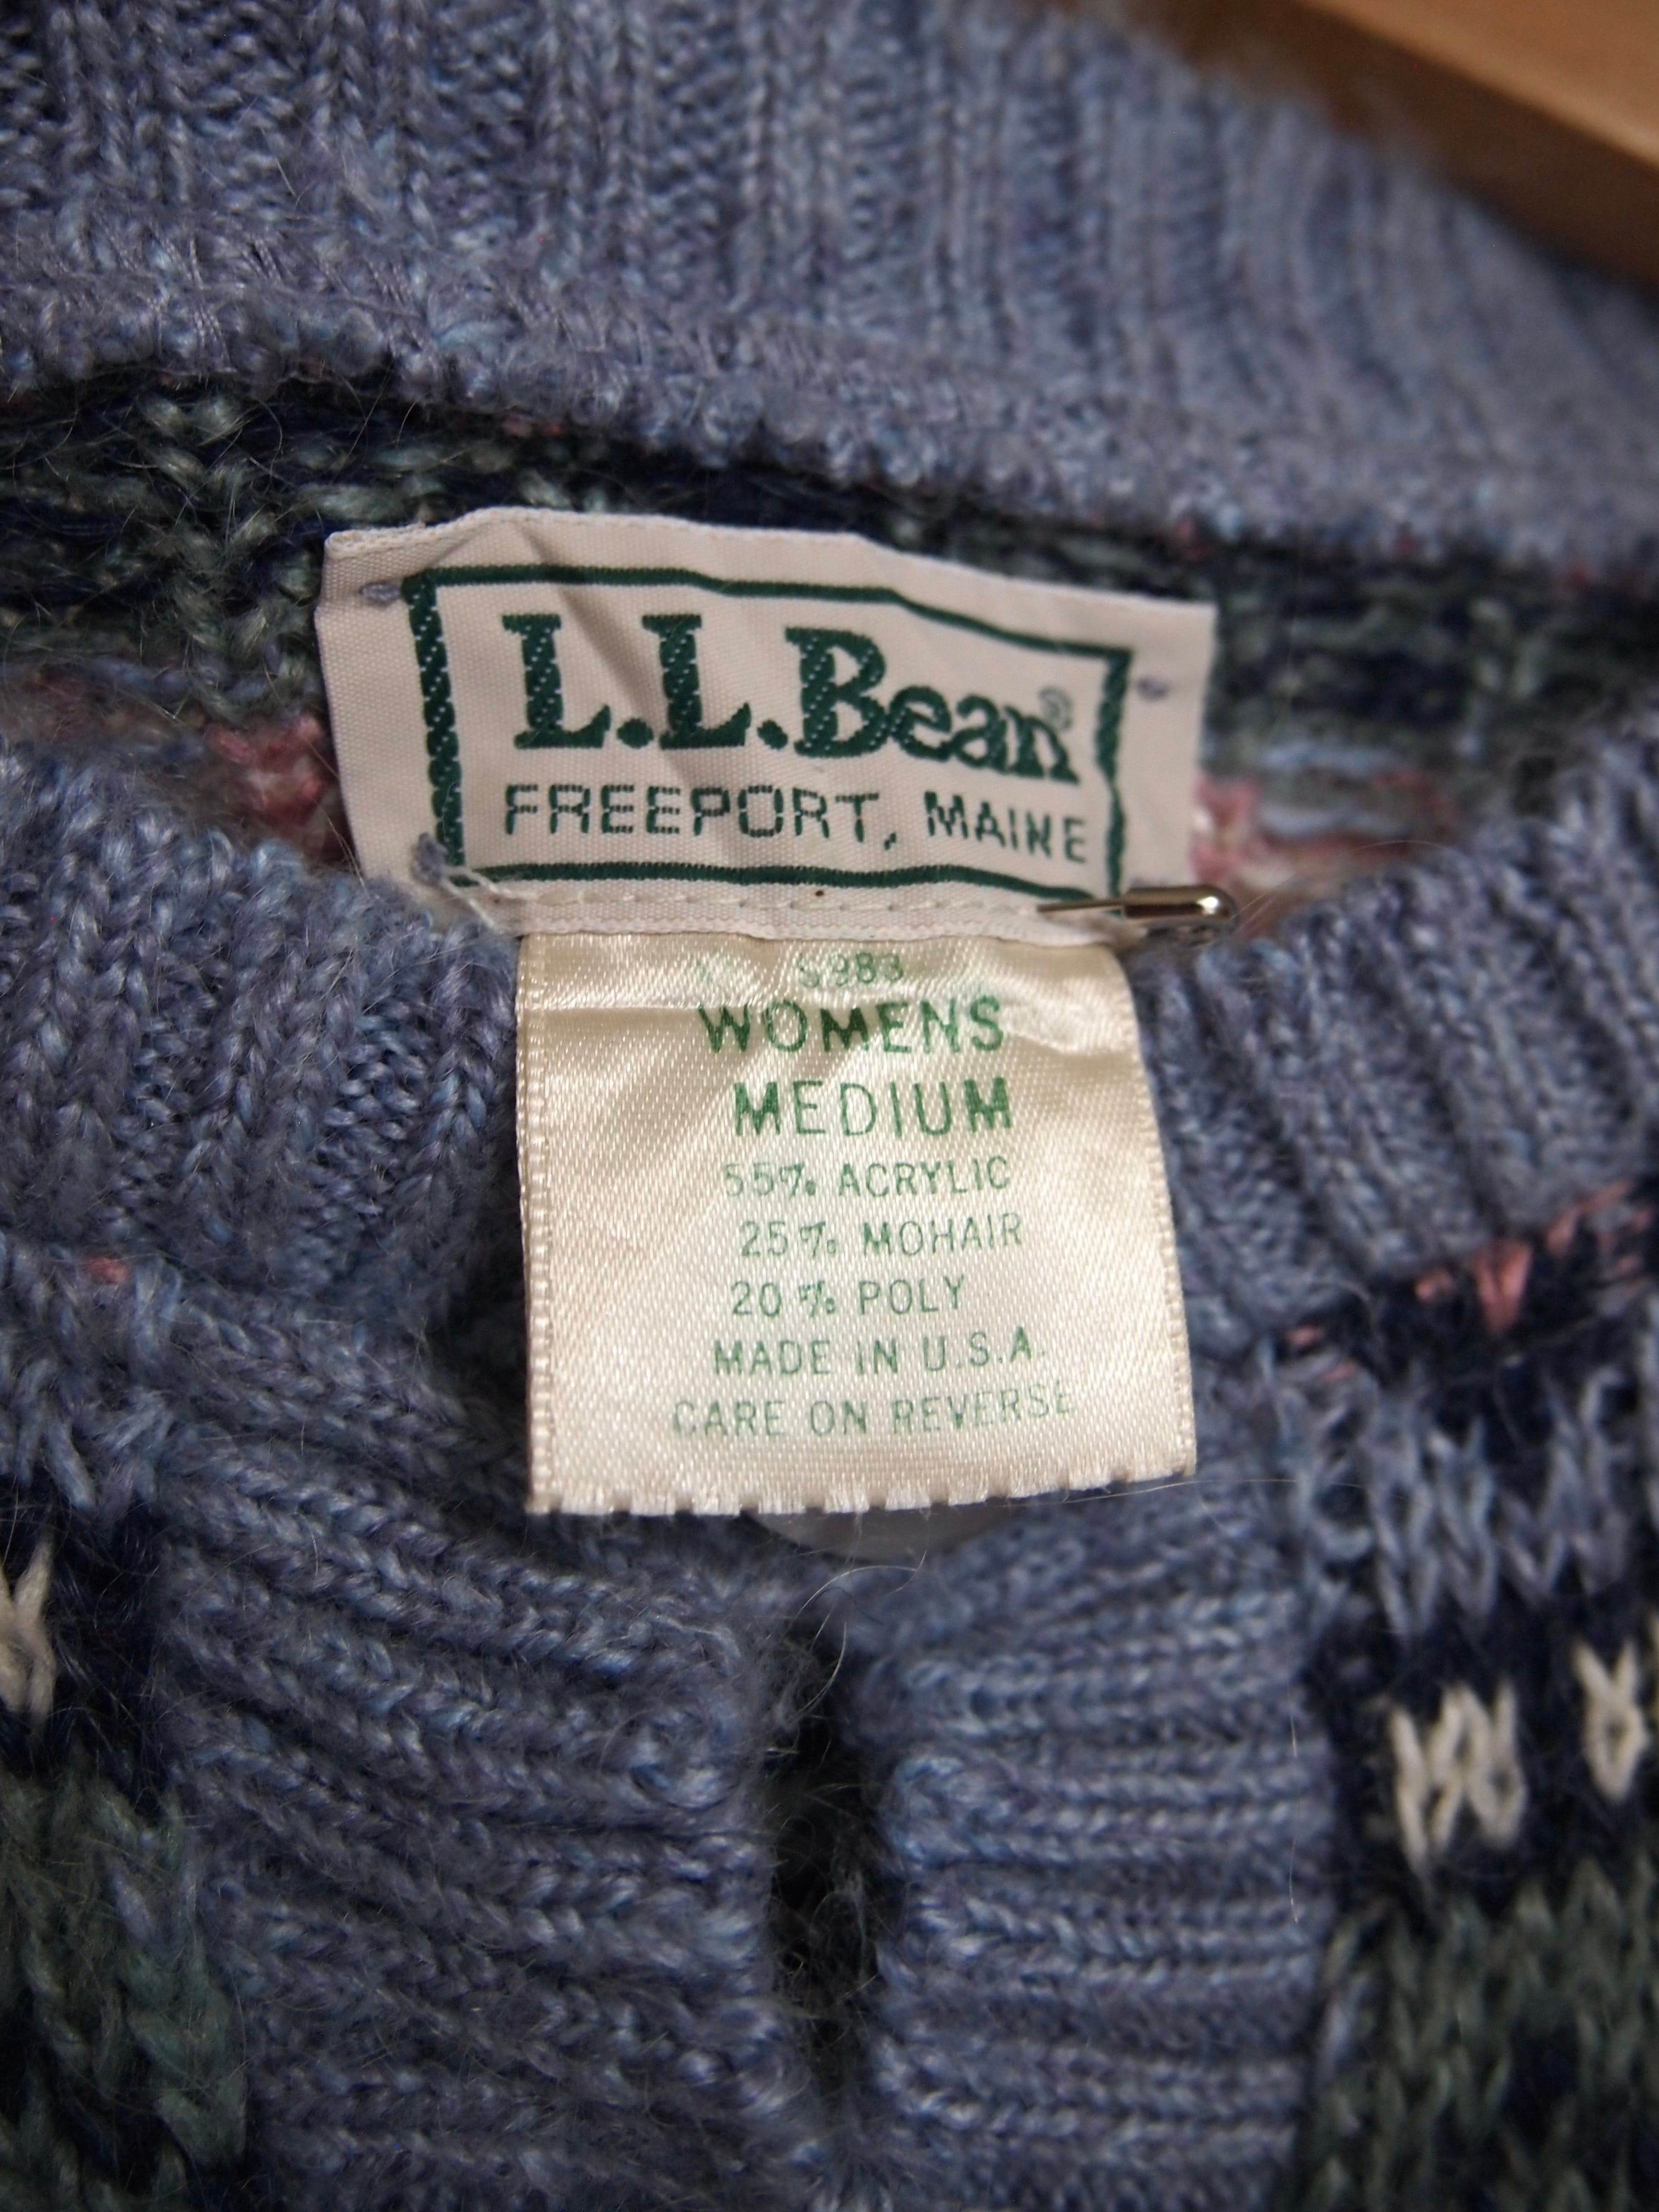 L.L.Bean®
FREEPORT, MAINE
WOMENS
MEDIUM
55% ACRYLIC
25% MOHAIR
20% POLY
MADE IN U.S.A.
CARE ON REVERSE